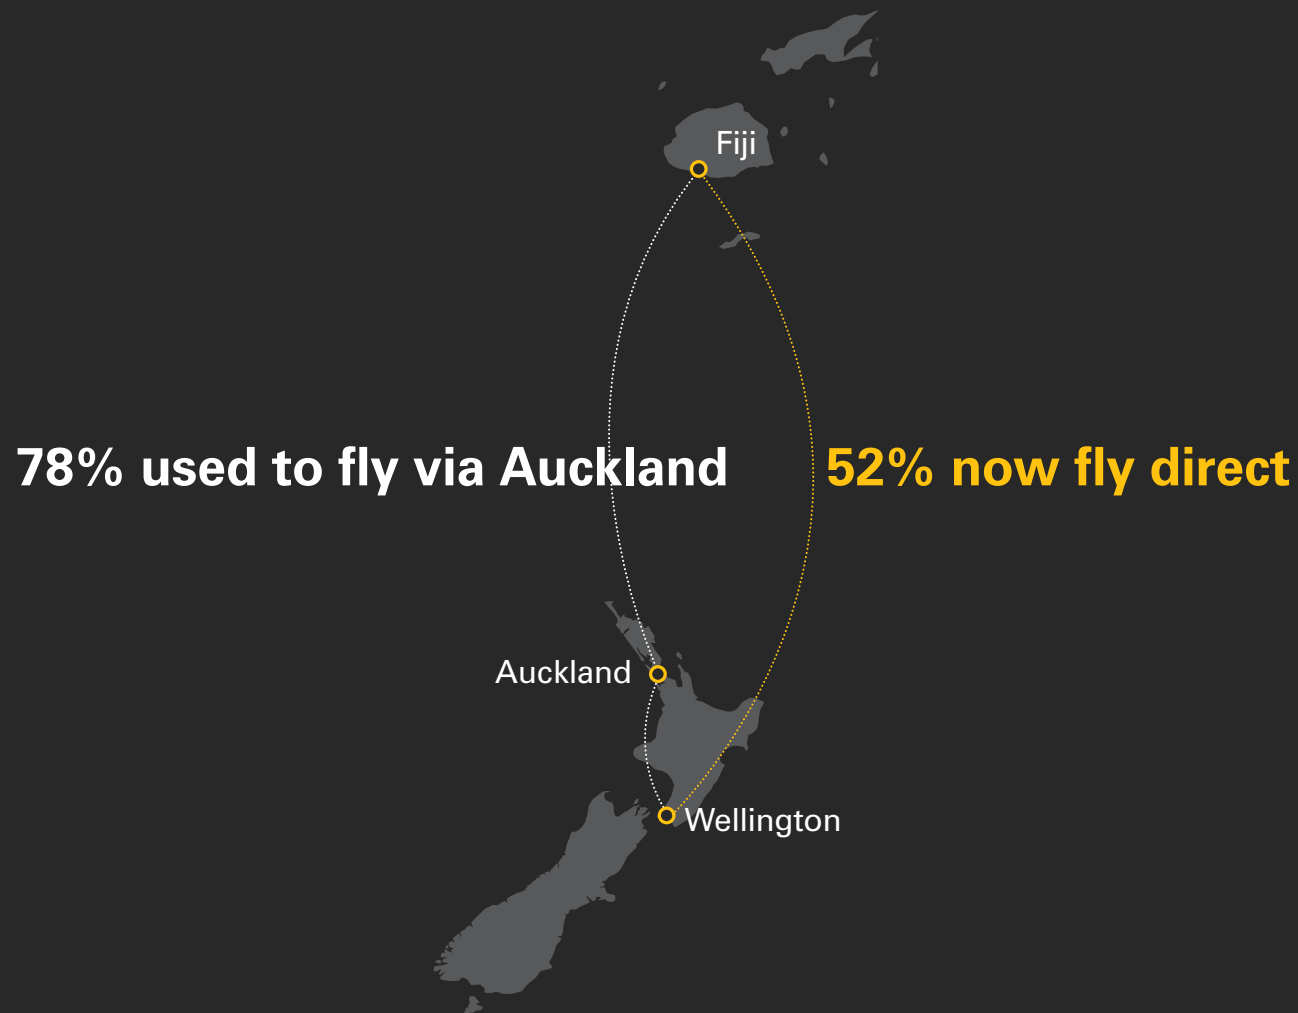 Fiji
78% used to fly via Auckland
52% now fly direct
Auckland
Wellington